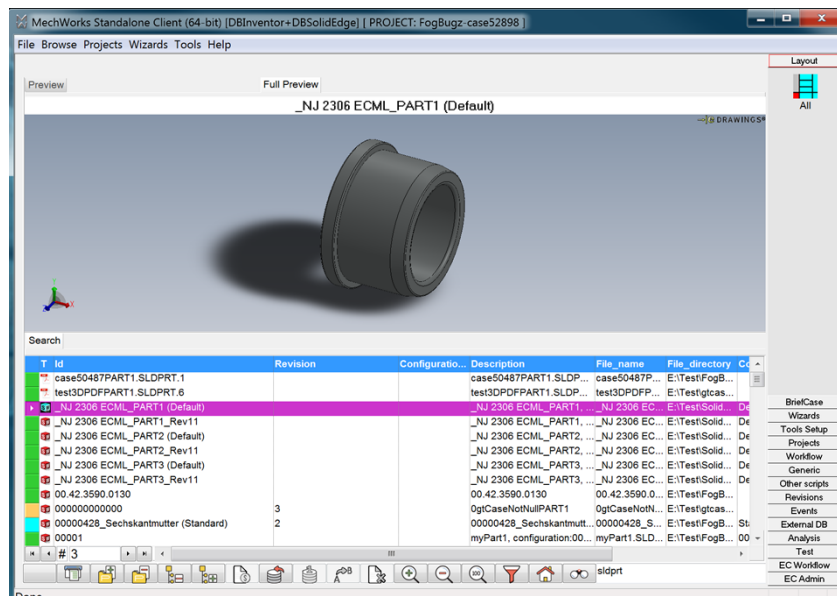 MechWorks Standalone Client (64-bit) [DBInventor+DBSolidEdge] [ PROJECT: FogBugz-case52898 ]
File Browse Projects Wizards Tools Help
Layout
All
Preview Full Preview
_NJ 2306 ECML_PART1 (Default)
DRAWINGS
Search
T Id Revision Configuratio... Description File_name File_directory
case50487PART1.SLDPRT.1 case50487PART1.SLDP... case50487P... E:\Test\FogB...
test3DPDFPART1.SLDPRT.6 test3DPDFPART1.SLDP... test3DPDFP... E:\Test\gtcas...
_NJ 2306 ECML_PART1 (Default) _NJ 2306 ECML_PART1, ... _NJ 2306 EC... E:\Test\Solid... De
_NJ 2306 ECML_PART1_Rev11 _NJ 2306 ECML_PART1, ... _NJ 2306 EC... E:\Test\Solid... De
_NJ 2306 ECML_PART2 (Default) _NJ 2306 ECML_PART2, ... _NJ 2306 EC... E:\Test\Solid... De
_NJ 2306 ECML_PART2_Rev11 _NJ 2306 ECML_PART2, ... _NJ 2306 EC... E:\Test\Solid... De
_NJ 2306 ECML_PART3 (Default) _NJ 2306 ECML_PART3, ... _NJ 2306 EC... E:\Test\Solid... De
_NJ 2306 ECML_PART3_Rev11 _NJ 2306 ECML_PART3, ... _NJ 2306 EC... E:\Test\Solid... De
00.42.3590.0130 00.42.3590.0130 00.42.3590.0... E:\Test\FogB...
000000000000 3 0gtCaseNotNullPART1 0gtCaseNotN... E:\Test\gtcas...
00000428_Sechskantmutter (Standard) 2 00000428_Sechskantmutt... 00000428_S... E:\Test\FogB... Sta
00001 myPart1, configuration:00... myPart1.SLD... E:\Test\FogB... 00
# 3
sldprt
BriefCase
Wizards
Tools Setup
Projects
Workflow
Generic
Other scripts
Revisions
Events
External DB
Analysis
Test
EC Workflow
EC Admin